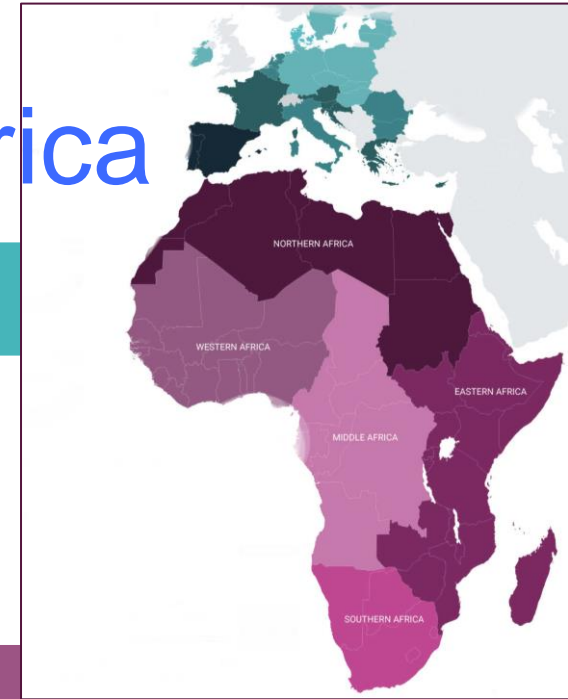 rica
NORTHERN AFRICA
WESTERN AFRICA
EASTERN AFRICA
MIDDLE AFRICA
SOUTHERN AFRICA